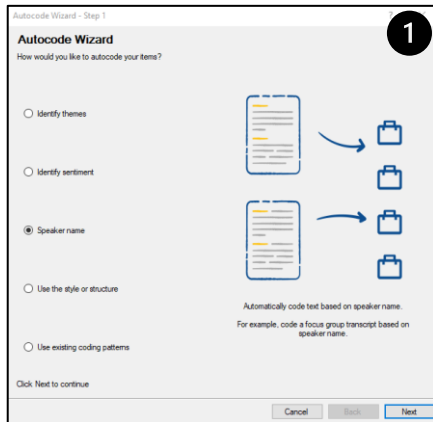 Autocode Wizard - Step 1
?
1
Autocode Wizard
How would you like to autocode your items?
Identify themes
Identify sentiment
Speaker name
Use the style or structure
Use existing coding patterns
Automatically code text based on speaker name.
For example, code a focus group transcript based on
speaker name.
Click Next to continue
Cancel
Back
Next